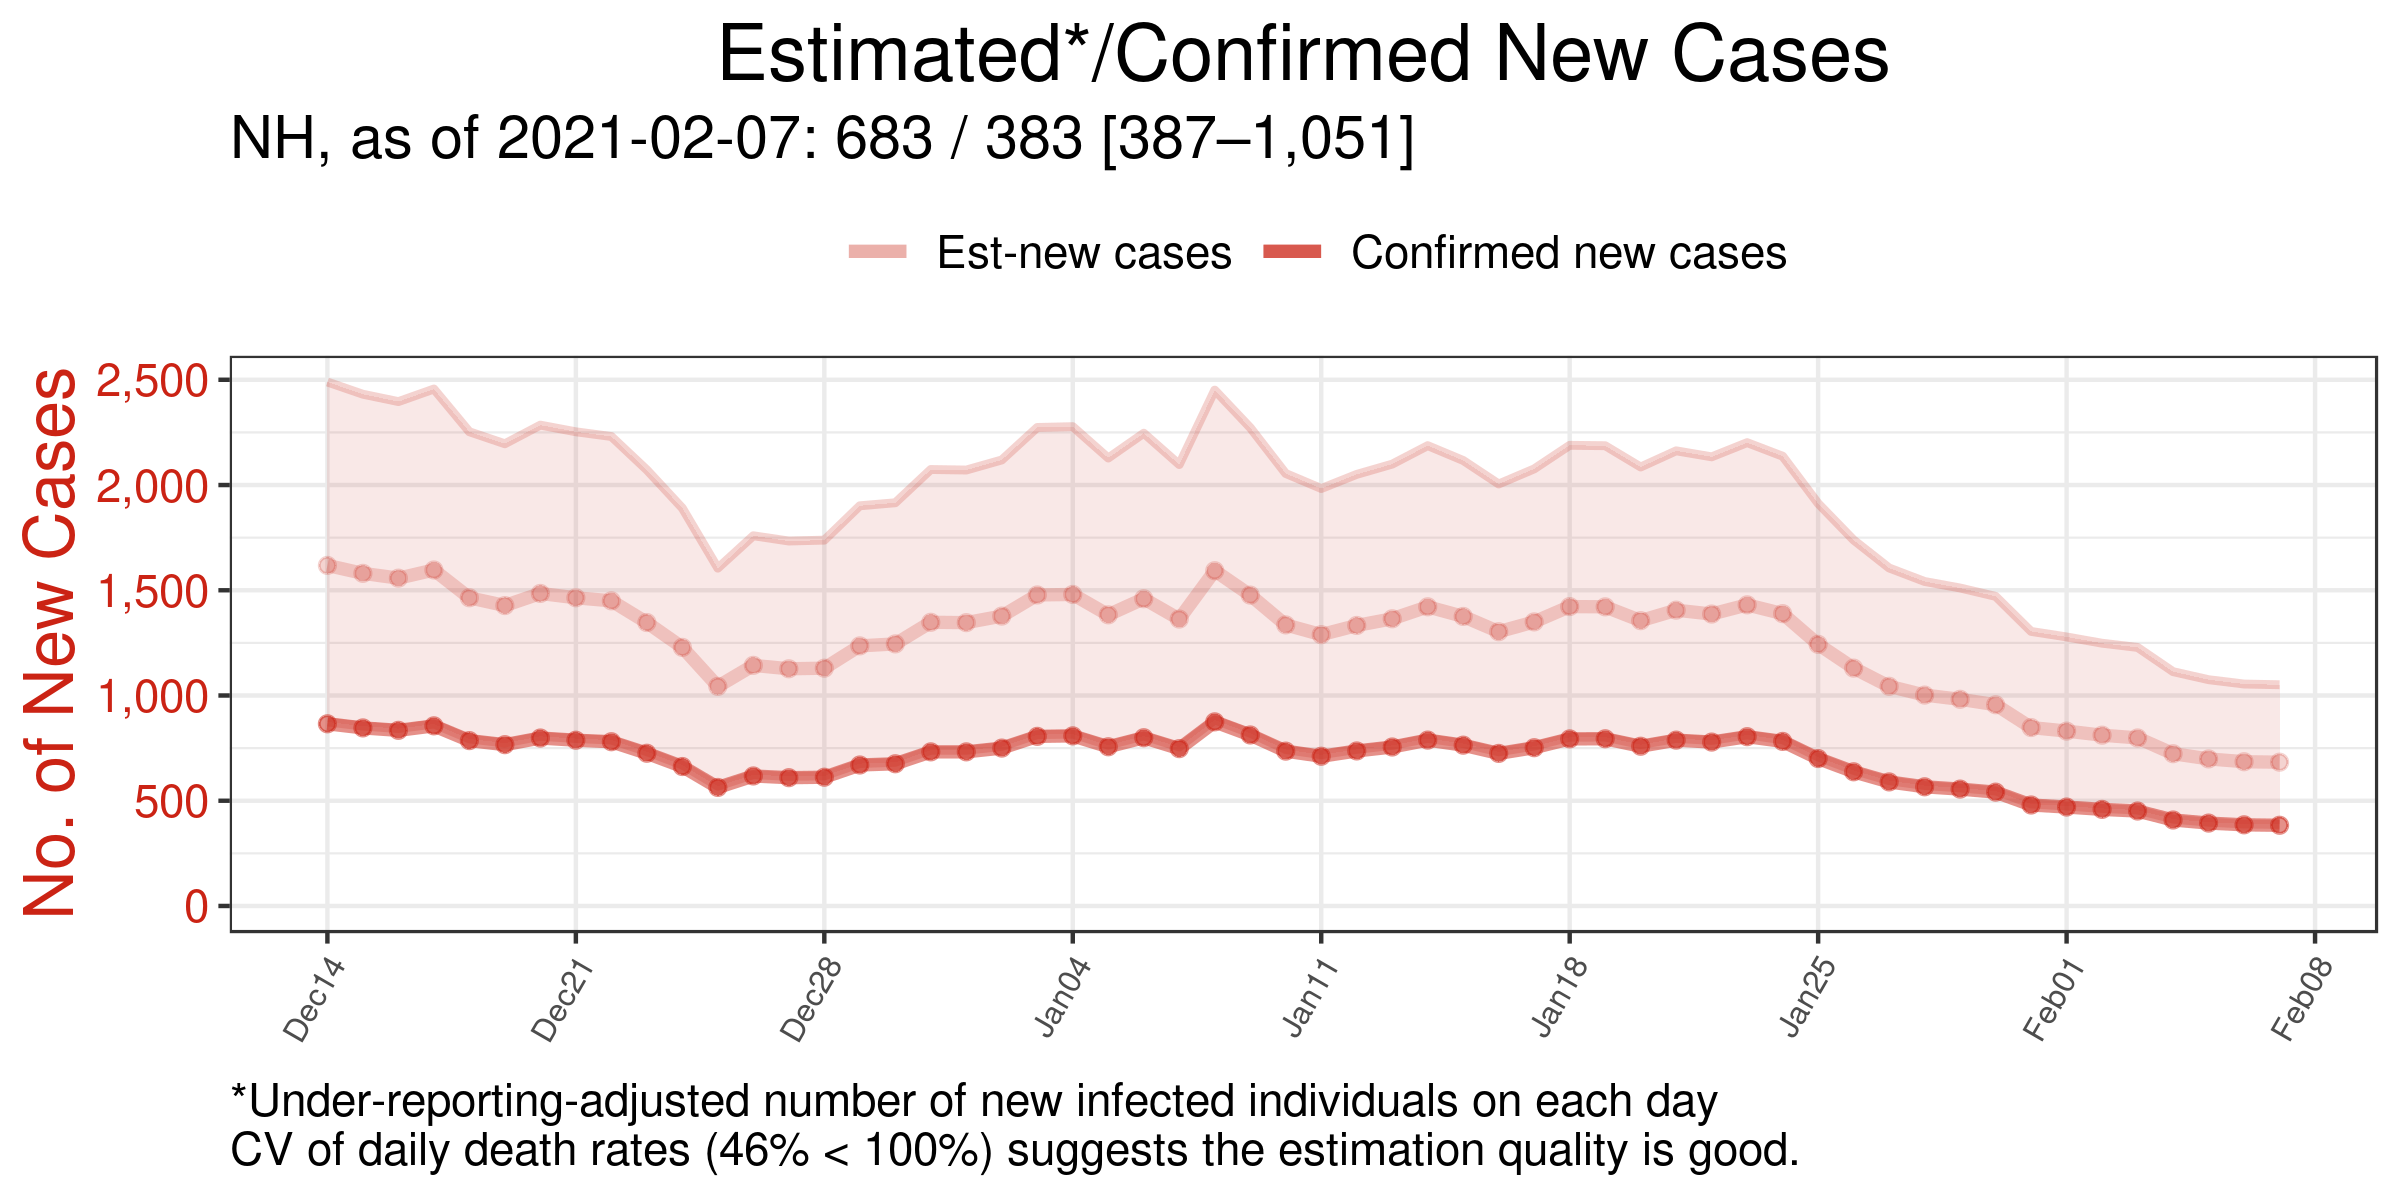 Estimated*/Confirmed New Cases
NH, as of 2021-02-07: 683 / 383 [387–1,051]
Est-new cases
Confirmed new cases
No. of New Cases
2,500
2,000
1,500
1,000
500
0
Dec14
Dec21
Dec28
Jan04
Jan11
Jan18
Jan25
Feb01
Feb08
*Under-reporting-adjusted number of new infected individuals on each day
CV of daily death rates (46% < 100%) suggests the estimation quality is good.